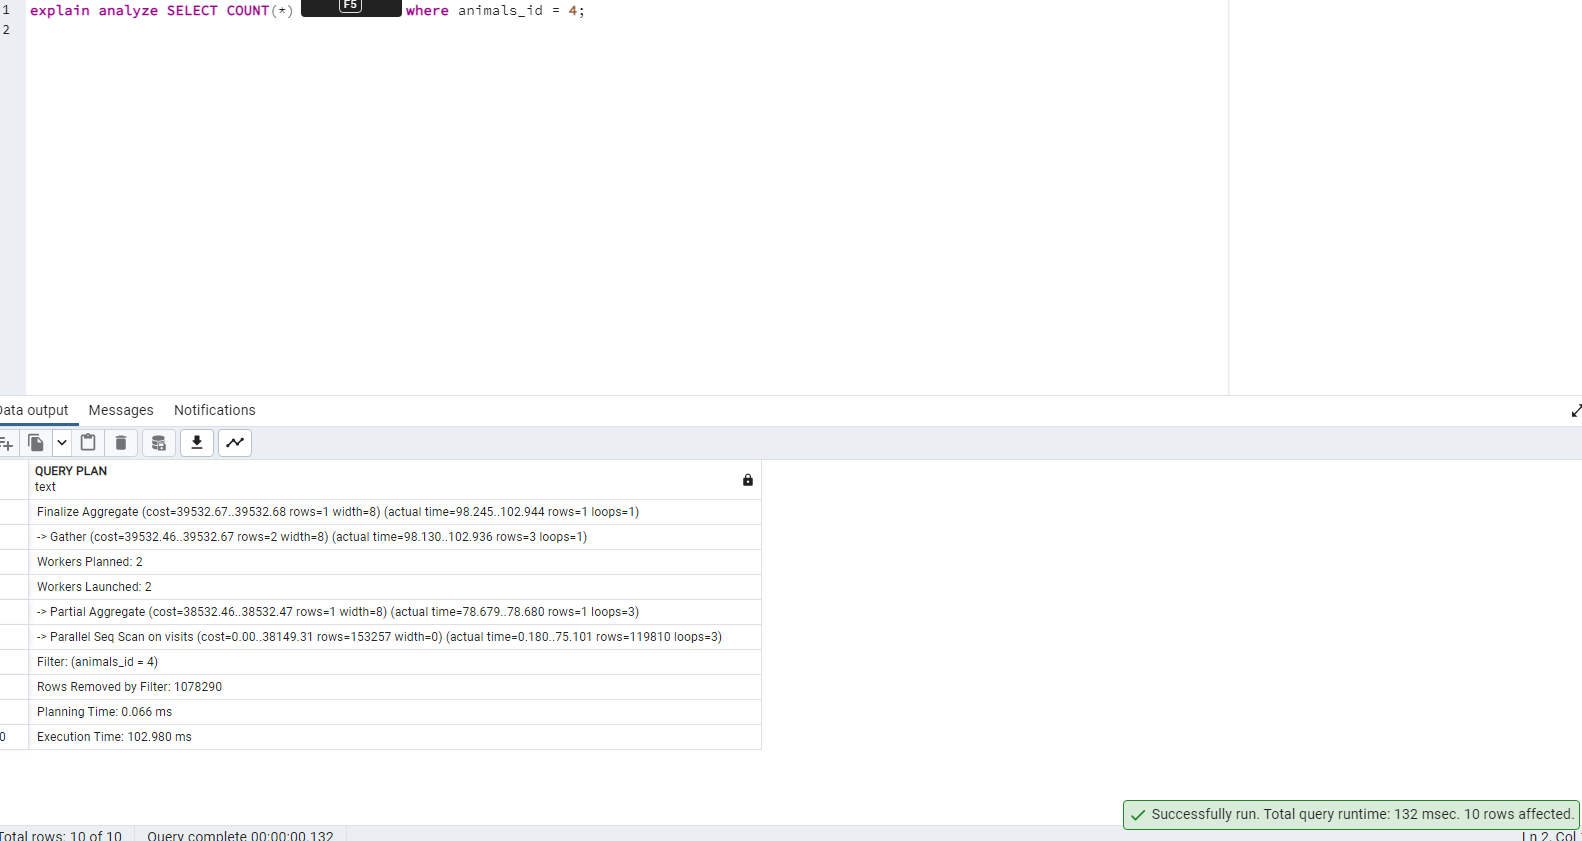 1 explain analyze SELECT COUNT(*) F5 where animals_id = 4;
2
Data output Messages Notifications
QUERY PLAN
text
Finalize Aggregate (cost=39532.67..39532.68 rows=1 width=8) (actual time=98.245..102.944 rows=1 loops=1)
-> Gather (cost=39532.46..39532.67 rows=2 width=8) (actual time=98.130..102.936 rows=3 loops=1)
Workers Planned: 2
Workers Launched: 2
-> Partial Aggregate (cost=38532.46..38532.47 rows=1 width=8) (actual time=78.679..78.680 rows=1 loops=3)
-> Parallel Seq Scan on visits (cost=0.00..38149.31 rows=153257 width=0) (actual time=0.180..75.101 rows=119810 loops=3)
Filter: (animals_id = 4)
Rows Removed by Filter: 1078290
Planning Time: 0.066 ms
0 Execution Time: 102.980 ms
Successfully run. Total query runtime: 132 msec. 10 rows affected.
Total rows: 10 of 10 Query complete 00:00:00.132 Ln 2, Col